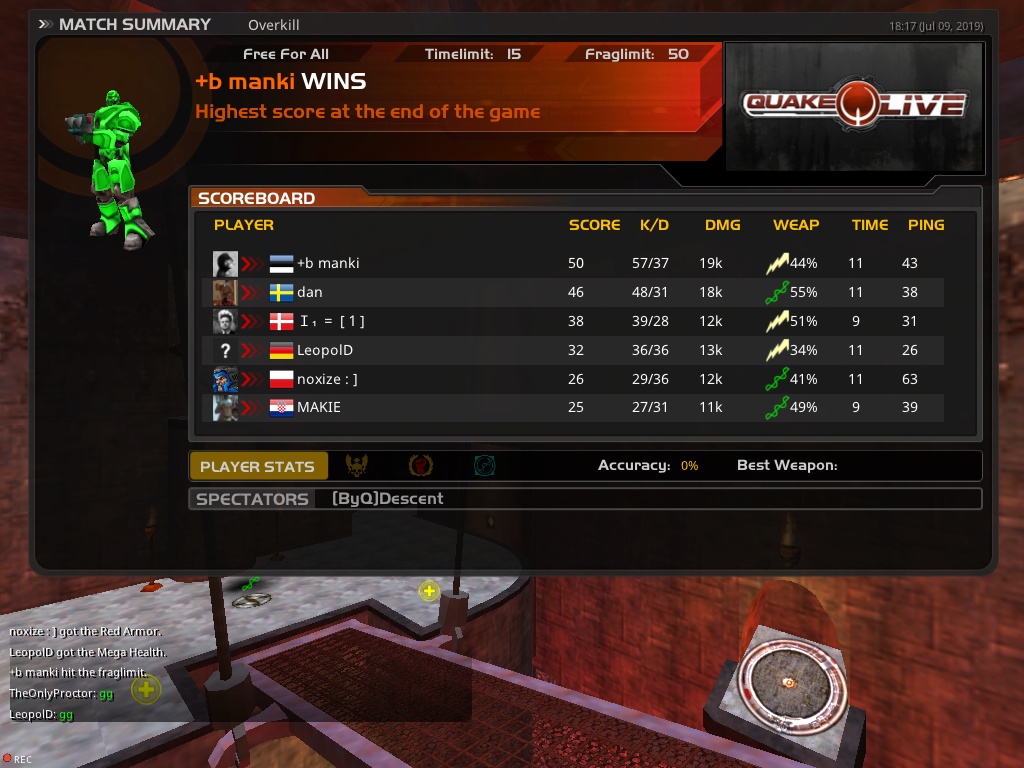 MATCH SUMMARY Overkill 18:17 (Jul 09, 2019)
Free For All Timelimit: 15 Fraglimit: 50
+b manki WINS
Highest score at the end of the game
QUAKE LIVE
SCOREBOARD
PLAYER SCORE K/D DMG WEAP TIME PING
+b manki 50 57/37 19k 44% 11 43
dan 46 48/31 18k 55% 11 38
I₁ = [1] 38 39/28 12k 51% 9 31
? LeopolD 32 36/36 13k 34% 11 26
noxize : ] 26 29/36 12k 41% 11 63
MAKIE 25 27/31 11k 49% 9 39
PLAYER STATS Accuracy: 0% Best Weapon:
SPECTATORS [ByQ]Descent
noxize : ] got the Red Armor.
LeopolD got the Mega Health.
+b manki hit the fraglimit.
TheOnlyProctor: gg
LeopolD: gg
REC